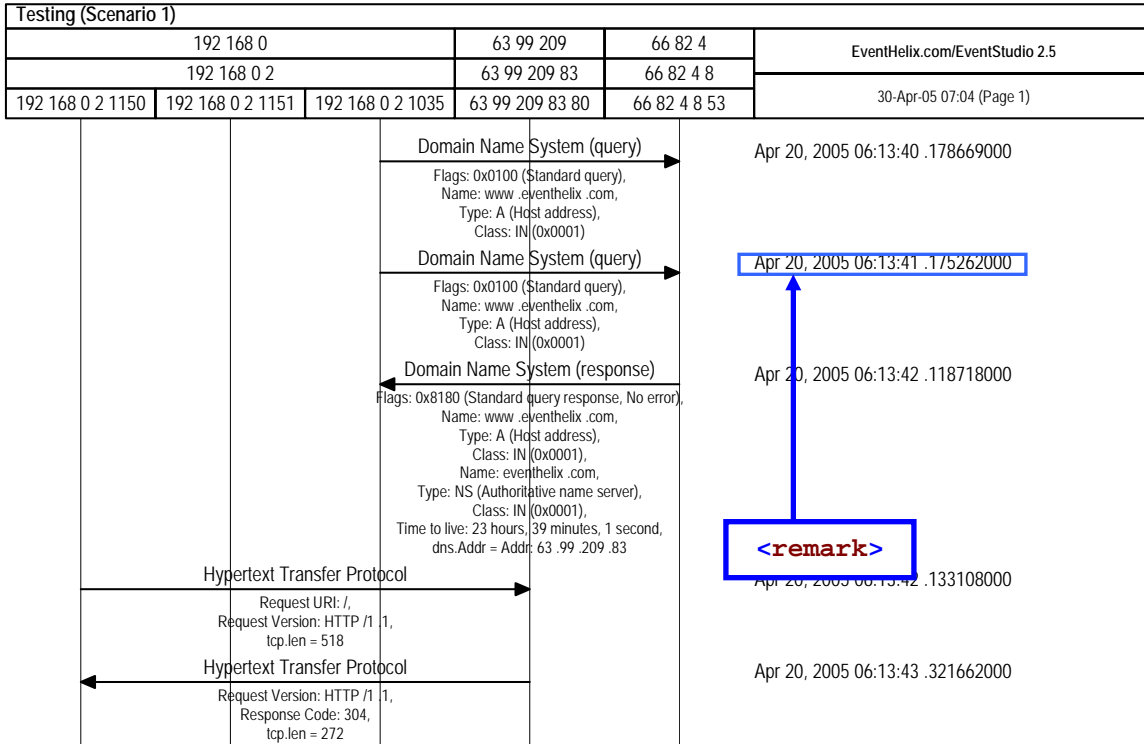 Testing (Scenario 1)
192 168 0
63 99 209
66 82 4
EventHelix.com/EventStudio 2.5
192 168 0 2
63 99 209 83
66 82 4 8
30-Apr-05 07:04 (Page 1)
192 168 0 2 1150
192 168 0 2 1151
192 168 0 2 1035
63 99 209 83 80
66 82 4 8 53
Domain Name System (query)
Apr 20, 2005 06:13:40 .178669000
Flags: 0x0100 (Standard query),
Name: www .eventhelix .com,
Type: A (Host address),
Class: IN (0x0001)
Domain Name System (query)
Apr 20, 2005 06:13:41 .175262000
Flags: 0x0100 (Standard query),
Name: www .eventhelix .com,
Type: A (Host address),
Class: IN (0x0001)
Domain Name System (response)
Apr 20, 2005 06:13:42 .118718000
Flags: 0x8180 (Standard query response, No error),
Name: www .eventhelix .com,
Type: A (Host address),
Class: IN (0x0001),
Name: eventhelix .com,
Type: NS (Authoritative name server),
Class: IN (0x0001),
Time to live: 23 hours, 39 minutes, 1 second,
dns.Addr = Addr: 63 .99 .209 .83
<remark>
Hypertext Transfer Protocol
Apr 20, 2005 06:13:42 .133108000
Request URI: /,
Request Version: HTTP /1 .1,
tcp.len = 518
Hypertext Transfer Protocol
Apr 20, 2005 06:13:43 .321662000
Request Version: HTTP /1 .1,
Response Code: 304,
tcp.len = 272